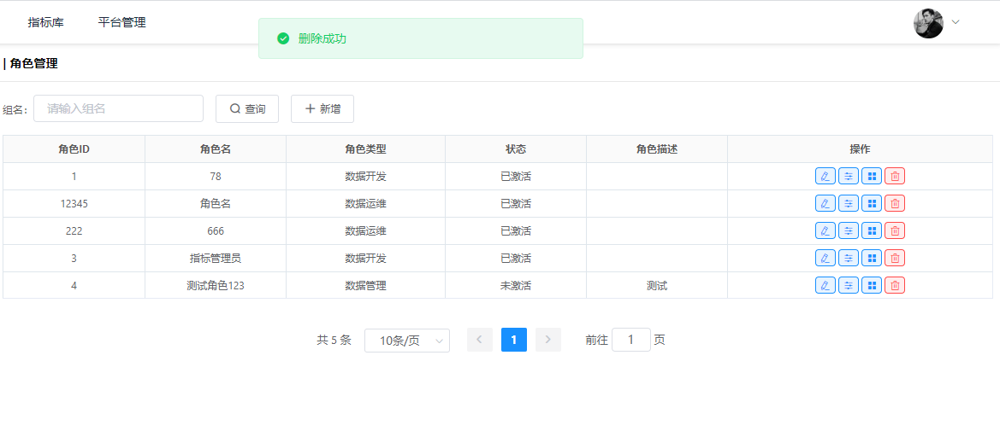 指标库 平台管理
删除成功
| 角色管理
组名: 请输入组名 查询 新增
角色ID 角色名 角色类型 状态 角色描述 操作
1 78 数据开发 已激活
12345 角色名 数据运维 已激活
222 666 数据运维 已激活
3 指标管理员 数据开发 已激活
4 测试角色123 数据管理 未激活 测试
共 5 条 10条/页 1 前往 1 页